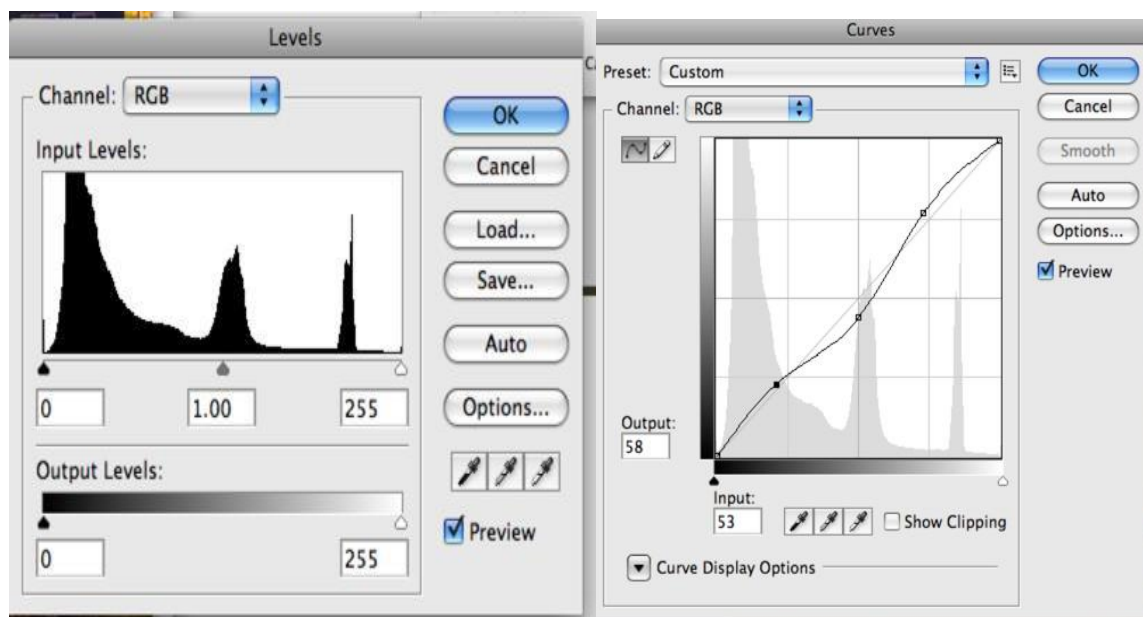 Levels
Channel: RGB
Input Levels:
0 1.00 255
Output Levels:
0 255
OK
Cancel
Load...
Save...
Auto
Options...
Preview
Curves
Preset: Custom
Channel: RGB
Output:
58
Input:
53
Show Clipping
Curve Display Options
OK
Cancel
Smooth
Auto
Options...
Preview